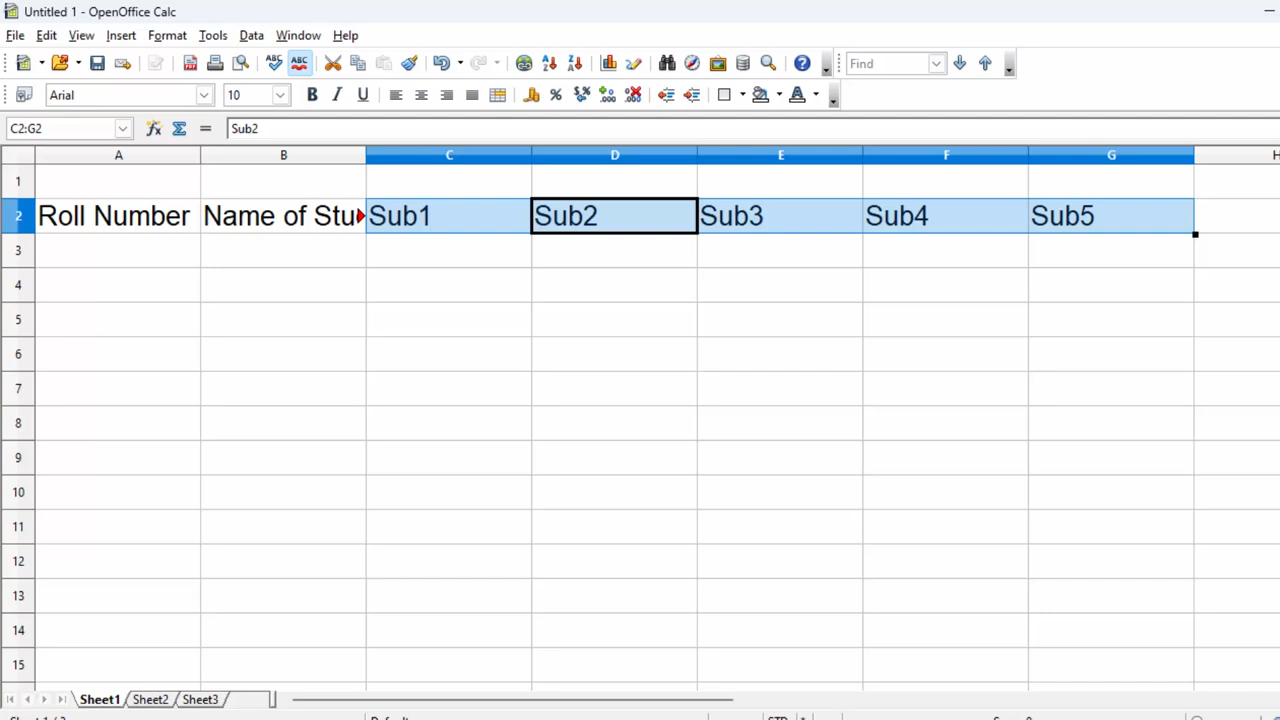 Untitled 1 - OpenOffice Calc
File Edit View Insert Format Tools Data Window Help
ABC ABC Find
Arial 10 B I U % A
C2:G2 Σ = Sub2
A B C D E F G H
1
2 Roll Number Name of Stu Sub1 Sub2 Sub3 Sub4 Sub5
3
4
5
6
7
8
9
10
11
12
13
14
15
Sheet1 Sheet2 Sheet3